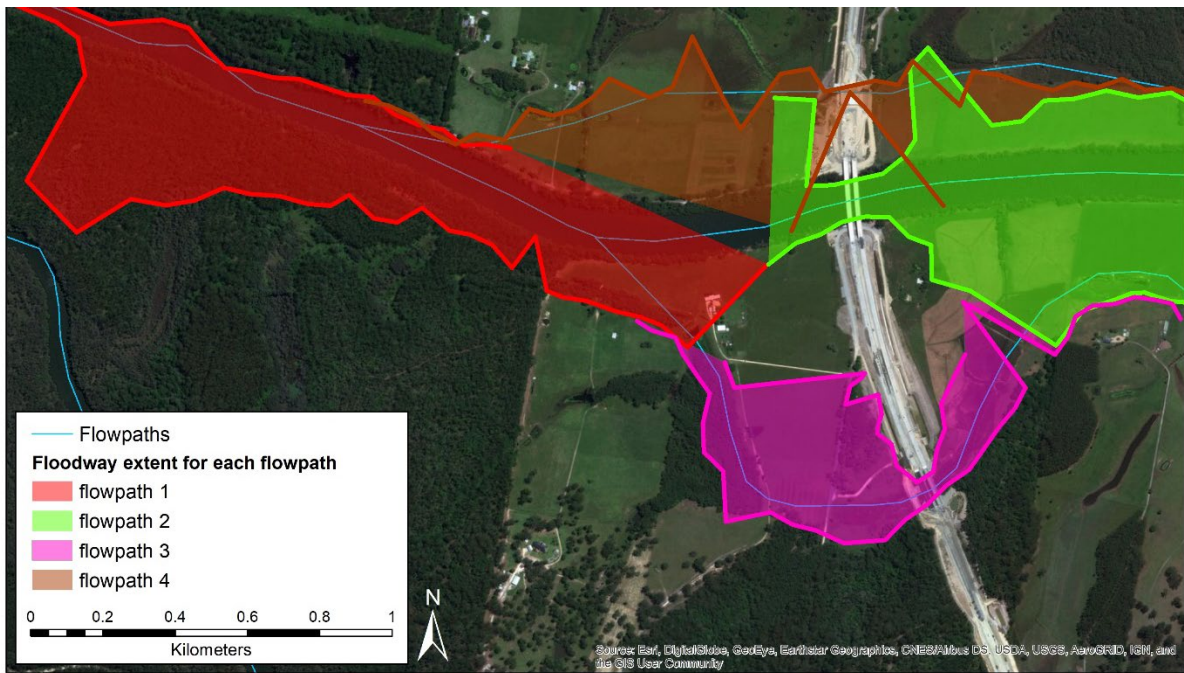 N
Flowpaths
Floodway extent for each flowpath
flowpath 1
flowpath 2
flowpath 3
flowpath 4
0 0.2 0.4 0.6 0.8 1
Kilometers
Source: Esri, DigitalGlobe, GeoEye, Earthstar Geographics, CNES/Airbus DS, USDA, USGS, AeroGRID, IGN, and
the GIS User Community